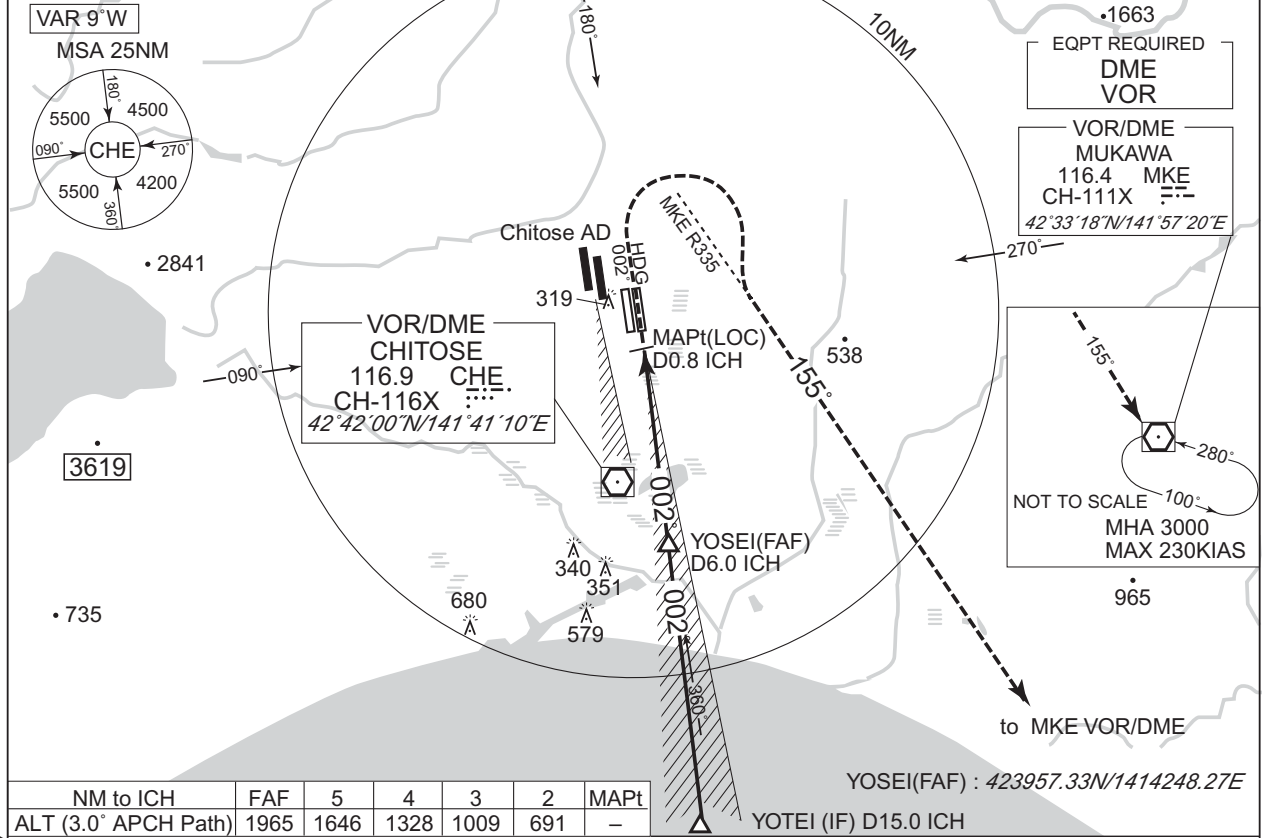 VAR 9°W
MSA 25NM
180°
5500
4500
090°
CHE
270°
5500
4200
360°
180°
10NM
1663
EQPT REQUIRED
DME
VOR
VOR/DME
MUKAWA
116.4 MKE
CH-111X
42°33′18″N/141°57′20″E
2841
Chitose AD
HDG
002°
MKE R335
270°
319
VOR/DME
CHITOSE
116.9 CHE
CH-116X
42°42′00″N/141°41′10″E
MAPt(LOC)
D0.8 ICH
538
090°
155°
155°
3619
280°
100°
NOT TO SCALE
MHA 3000
MAX 230KIAS
002°
YOSEI(FAF)
D6.0 ICH
340
351
680
579
735
965
002°
360°
to MKE VOR/DME
YOSEI(FAF) : 423957.33N/1414248.27E
NM to ICH FAF 5 4 3 2 MAPt
ALT (3.0° APCH Path) 1965 1646 1328 1009 691 –
YOTEI (IF) D15.0 ICH